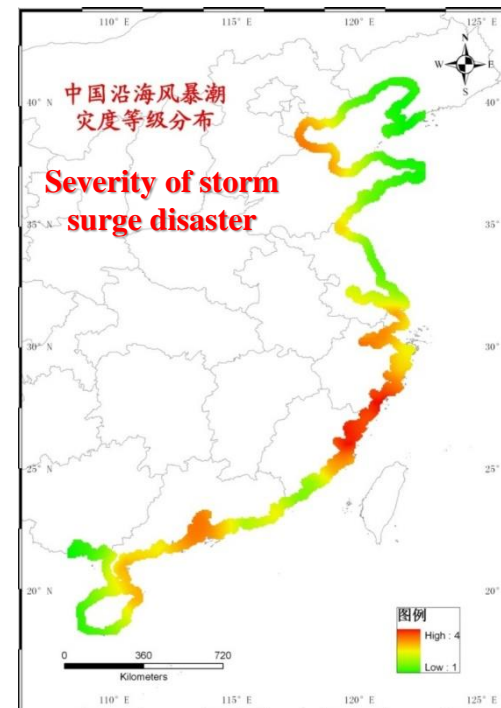 110° E 115° E 120° E 125° E
N
W E
S
40° N
40°
中国沿海风暴潮
灾度等级分布
Severity of storm
surge disaster
35° N
35°
30° N
30°
25° N
25°
20° N
20°
图例
High : 4
Low : 1
0 360 720
Kilometers
110° E 115° E 120° E 125° E